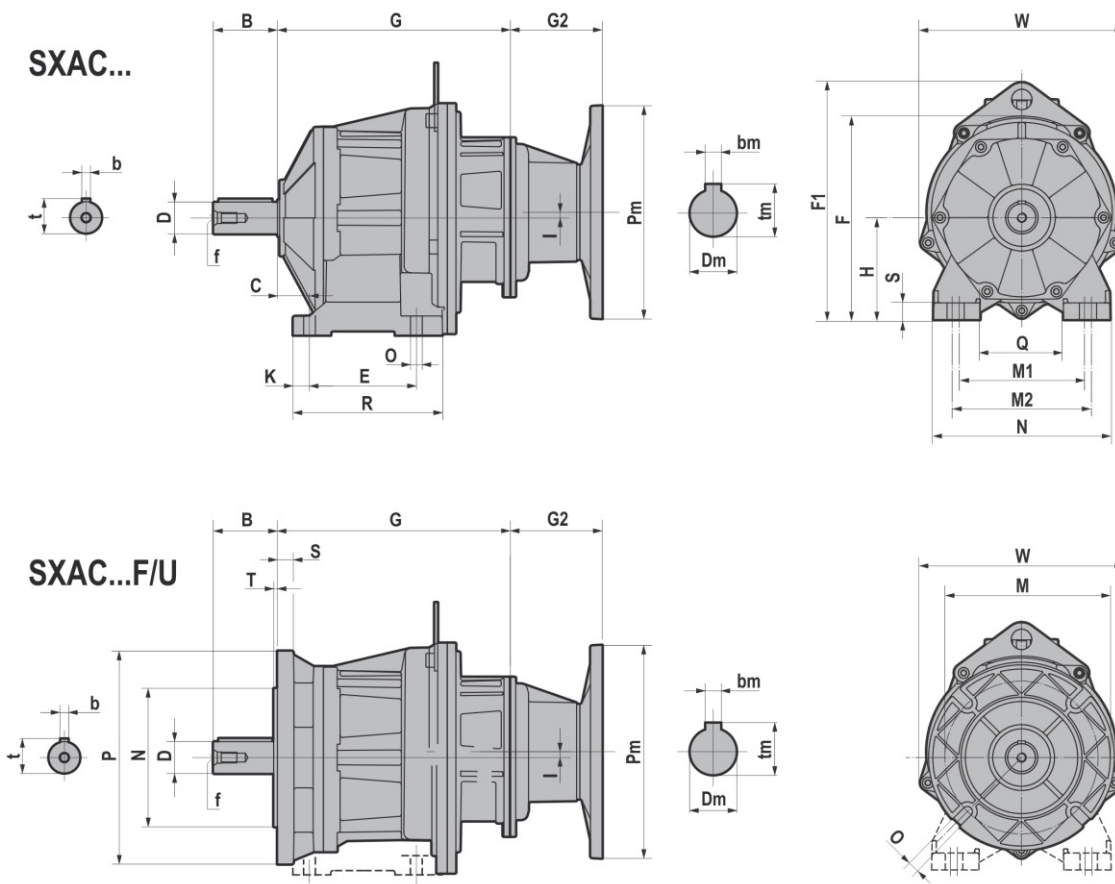 B G G2 W
SXAC...
b bm
t D Pm tm F1 F
f I Dm H
C S
O Q
K E M1
R M2
N
B G G2
S W
SXAC...F/U T M
b bm
t P N D Pm tm
f I Dm
O